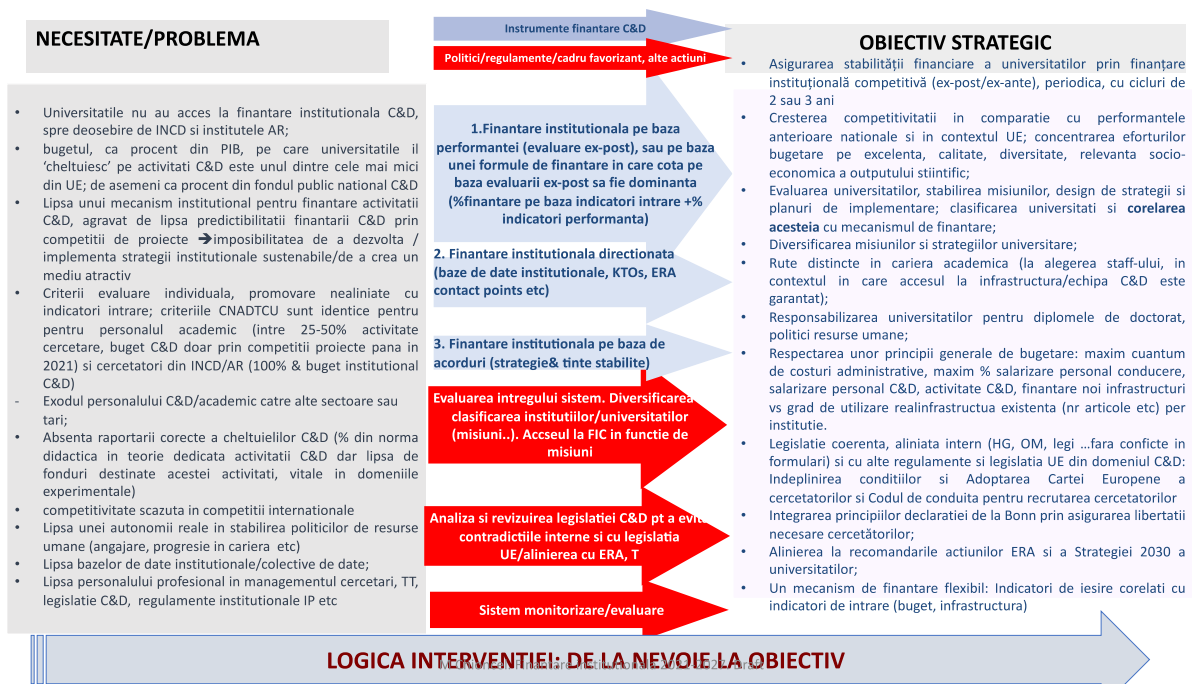 NECESITATE/PROBLEMA
• Universitatile nu au acces la finantare institutionala C&D,
spre deosebire de INCD si institutele AR;
• bugetul, ca procent din PIB, pe care universitatile il
‘cheltuiesc’ pe activitati C&D este unul dintre cele mai mici
din UE; de asemeni ca procent din fondul public national C&D
• Lipsa unui mecanism institutional pentru finantare activitatii
C&D, agravat de lipsa predictibilitatii finantarii C&D prin
competitii de proiecte ➔imposibilitatea de a dezvolta /
implementa strategii institutionale sustenabile/de a crea un
mediu atractiv
• Criterii evaluare individuala, promovare nealiniate cu
indicatori intrare; criteriile CNADTCU sunt identice pentru
pentru personalul academic (intre 25-50% activitate
cercetare, buget C&D doar prin competitii proiecte pana in
2021) si cercetatori din INCD/AR (100% & buget institutional
C&D)
- Exodul personalului C&D/academic catre alte sectoare sau
tari;
• Absenta raportarii corecte a cheltuielilor C&D (% din norma
didactica in teorie dedicata activitatii C&D dar lipsa de
fonduri destinate acestei activitati, vitale in domeniile
experimentale)
• competitivitate scazuta in competitii internationale
• Lipsa unei autonomii reale in stabilirea politicilor de resurse
umane (angajare, progresie in cariera etc)
• Lipsa bazelor de date institutionale/colective de date;
• Lipsa personalului profesional in managementul cercetari, TT,
legislatie C&D, regulamente institutionale IP etc
Instrumente finantare C&D
Politici/regulamente/cadru favorizant, alte actiuni
1.Finantare institutionala pe baza
performantei (evaluare ex-post), sau pe baza
unei formule de finantare in care cota pe
baza evaluarii ex-post sa fie dominanta
(%finantare pe baza indicatori intrare +%
indicatori performanta)
2. Finantare institutionala directionata
(baze de date institutionale, KTOs, ERA
contact points etc)
3. Finantare institutionala pe baza de
acorduri (strategie& tinte stabilite)
Evaluarea intregului sistem. Diversificarea
clasificarea institutiilor/universitatilor
(misiuni..). Accseul la FIC in functie de
misiuni
Analiza si revizuirea legislatiei C&D pt a evita
contradictiile interne si cu legislatia
UE/alinierea cu ERA, T
Sistem monitorizare/evaluare
OBIECTIV STRATEGIC
• Asigurarea stabilității financiare a universitatilor prin finanțare
instituțională competitivă (ex-post/ex-ante), periodica, cu cicluri de
2 sau 3 ani
• Cresterea competitivitatii in comparatie cu performantele
anterioare nationale si in contextul UE; concentrarea eforturilor
bugetare pe excelenta, calitate, diversitate, relevanta socio-
economica a outputului stiintific;
• Evaluarea universitatilor, stabilirea misiunilor, design de strategii si
planuri de implementare; clasificarea universitati si corelarea
acesteia cu mecanismul de finantare;
• Diversificarea misiunilor si strategiilor universitare;
• Rute distincte in cariera academica (la alegerea staff-ului, in
contextul in care accesul la infrastructura/echipa C&D este
garantat);
• Responsabilizarea universitatilor pentru diplomele de doctorat,
politici resurse umane;
• Respectarea unor principii generale de bugetare: maxim cuantum
de costuri administrative, maxim % salarizare personal conducere,
salarizare personal C&D, activitate C&D, finantare noi infrastructuri
vs grad de utilizare realinfrastructua existenta (nr articole etc) per
institutie.
• Legislatie coerenta, aliniata intern (HG, OM, legi ...fara conficte in
formulari) si cu alte regulamente si legislatia UE din domeniul C&D:
Indeplinirea conditiilor si Adoptarea Cartei Europene a
cercetatorilor si Codul de conduita pentru recrutarea cercetatorilor
• Integrarea principiilor declaratiei de la Bonn prin asigurarea libertatii
necesare cercetătorilor;
• Alinierea la recomandarile actiunilor ERA si a Strategiei 2030 a
universitatilor;
• Un mecanism de finantare flexibil: Indicatori de iesire corelati cu
indicatori de intrare (buget, infrastructura)
LOGICA INTERVENTIEI: DE LA NEVOIE LA OBIECTIV
Finantare institutionala 2021-2027. Draft